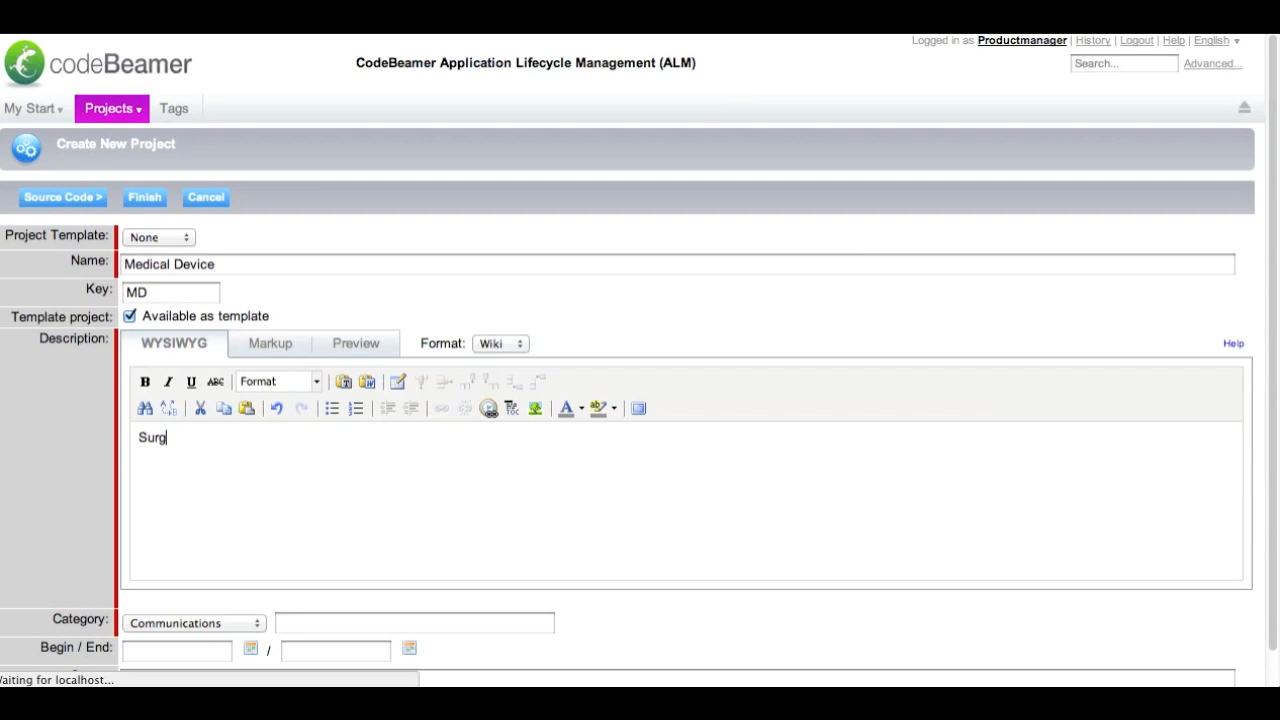 Logged in as Productmanager | History | Logout | Help | English
codeBeamer
CodeBeamer Application Lifecycle Management (ALM)
Search...
Advanced...
My Start
Projects
Tags
Create New Project
Source Code >
Finish
Cancel
Project Template:
None
Name:
Medical Device
Key:
MD
Template project:
Available as template
Description:
WYSIWYG
Markup
Preview
Format:
Wiki
Help
B I U ABC
Format
Surg
Category:
Communications
Begin / End:
/
Waiting for localhost...